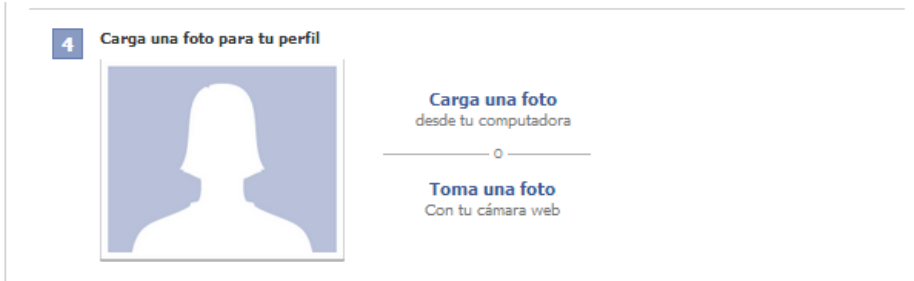 4
Carga una foto para tu perfil
Carga una foto
desde tu computadora
o
Toma una foto
Con tu cámara web